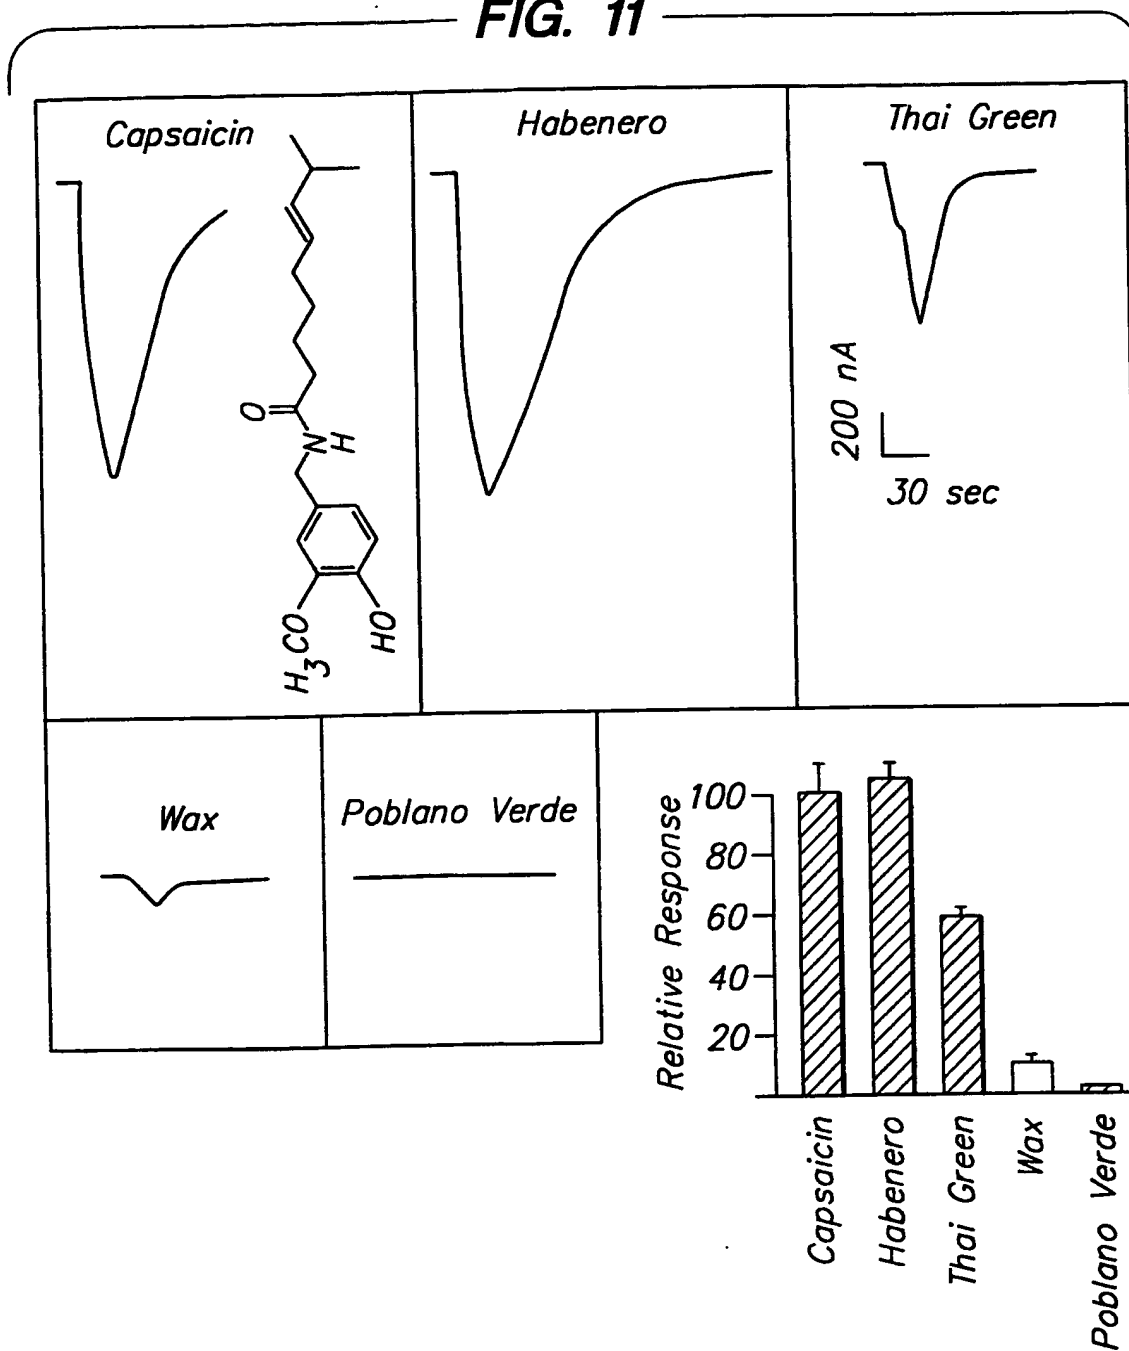 FIG. 11
Capsaicin
Habenero
Thai Green
O
N
H
H3CO
HO
200 nA
30 sec
Wax
Poblano Verde
Relative Response
100
80
60
40
20
Capsaicin
Habenero
Thai Green
Wax
Poblano Verde